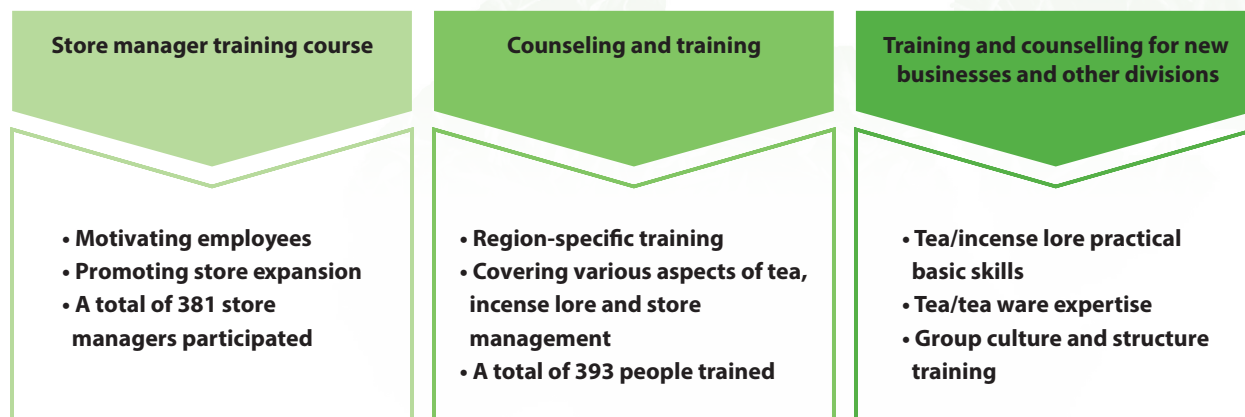 Store manager training course
• Motivating employees
• Promoting store expansion
• A total of 381 store
managers participated
Counseling and training
• Region-specific training
• Covering various aspects of tea,
incense lore and store
management
• A total of 393 people trained
Training and counselling for new
businesses and other divisions
• Tea/incense lore practical
basic skills
• Tea/tea ware expertise
• Group culture and structure
training